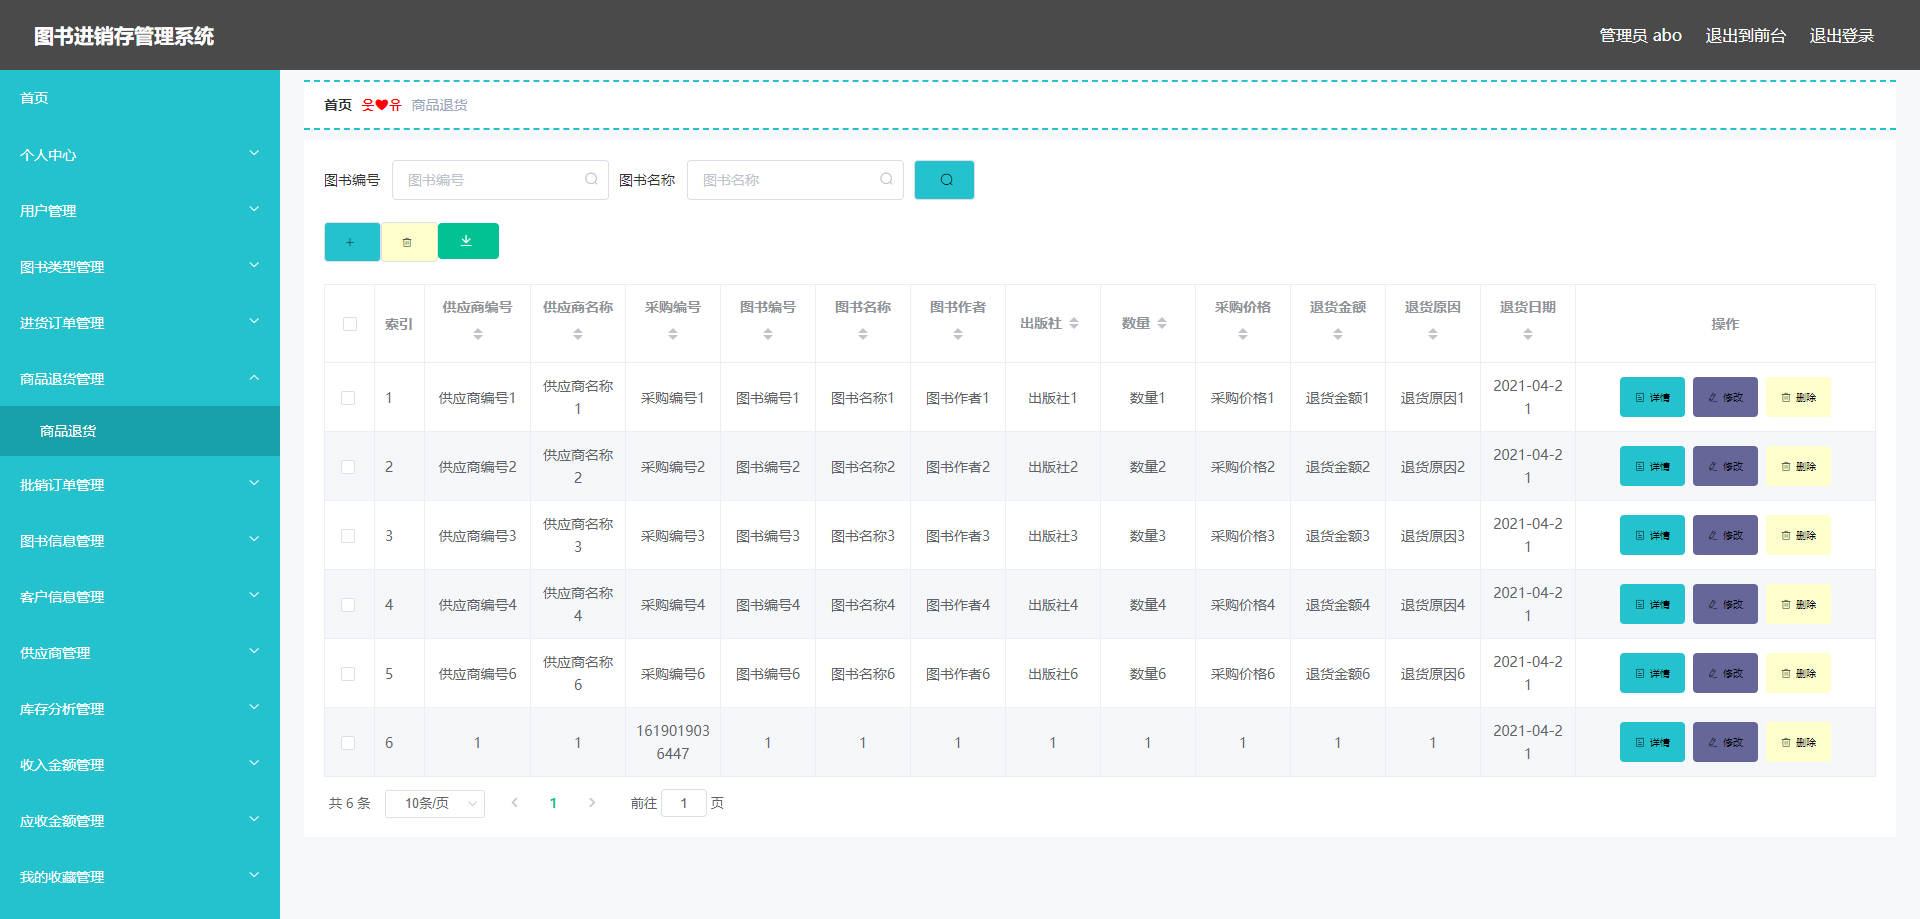 图书进销存管理系统
管理员 abo 退出到前台 退出登录
首页
个人中心
用户管理
图书类型管理
进货订单管理
商品退货管理
商品退货
批销订单管理
图书信息管理
客户信息管理
供应商管理
库存分析管理
收入金额管理
应收金额管理
我的收藏管理
首页 웃❤유 商品退货
图书编号 图书编号 图书名称 图书名称
索引 供应商编号 供应商名称 采购编号 图书编号 图书名称 图书作者 出版社 数量 采购价格 退货金额 退货原因 退货日期 操作
1 供应商编号1 供应商名称1 采购编号1 图书编号1 图书名称1 图书作者1 出版社1 数量1 采购价格1 退货金额1 退货原因1 2021-04-21 详情 修改 删除
2 供应商编号2 供应商名称2 采购编号2 图书编号2 图书名称2 图书作者2 出版社2 数量2 采购价格2 退货金额2 退货原因2 2021-04-21 详情 修改 删除
3 供应商编号3 供应商名称3 采购编号3 图书编号3 图书名称3 图书作者3 出版社3 数量3 采购价格3 退货金额3 退货原因3 2021-04-21 详情 修改 删除
4 供应商编号4 供应商名称4 采购编号4 图书编号4 图书名称4 图书作者4 出版社4 数量4 采购价格4 退货金额4 退货原因4 2021-04-21 详情 修改 删除
5 供应商编号6 供应商名称6 采购编号6 图书编号6 图书名称6 图书作者6 出版社6 数量6 采购价格6 退货金额6 退货原因6 2021-04-21 详情 修改 删除
6 1 1 1619019036447 1 1 1 1 1 1 1 1 2021-04-21 详情 修改 删除
共 6 条 10条/页 1 前往 1 页